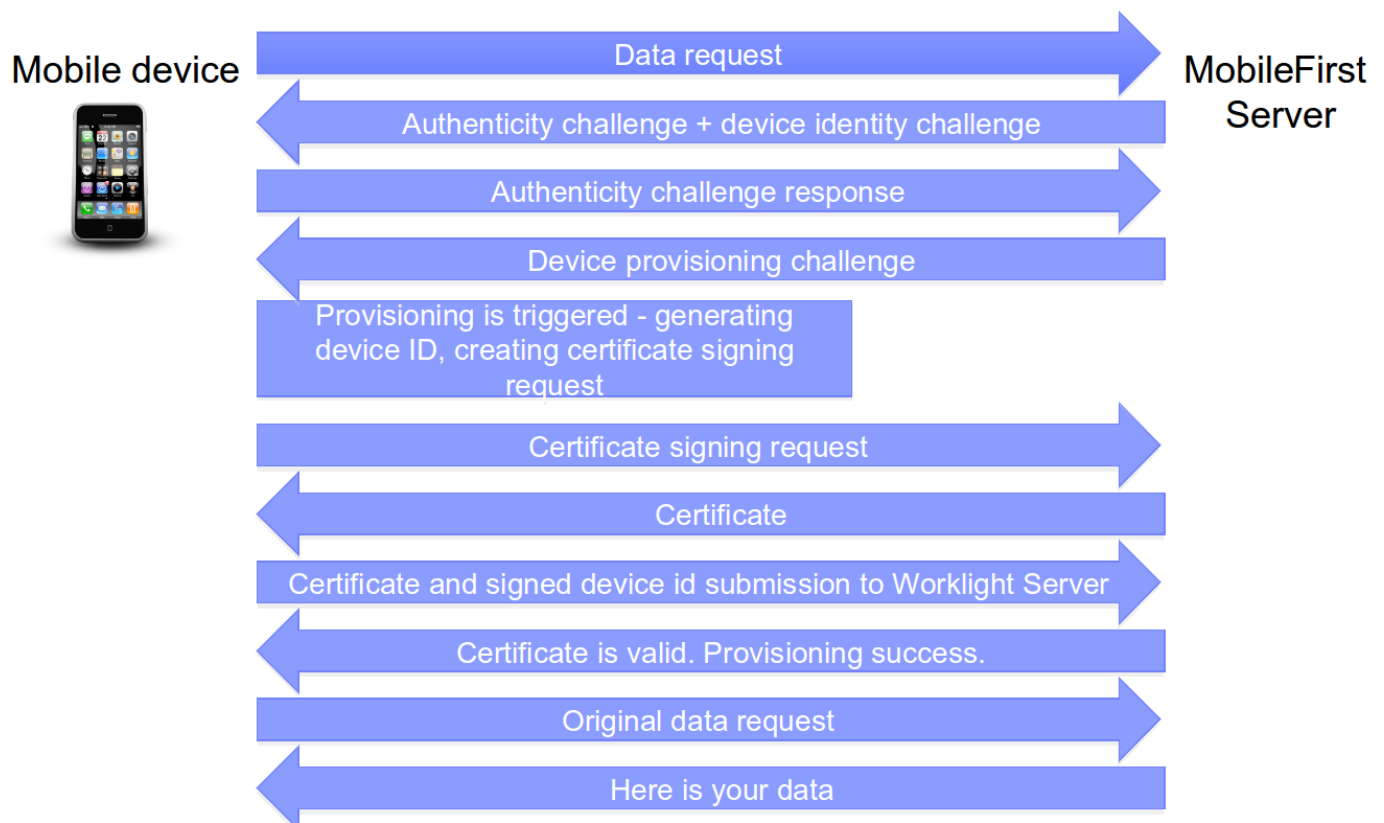 Data request
Mobile device
MobileFirst
Server
Authenticity challenge + device identity challenge
Authenticity challenge response
Device provisioning challenge
Provisioning is triggered - generating
device ID, creating certificate signing
request
Certificate signing request
Certificate
Certificate and signed device id submission to Worklight Server
Certificate is valid. Provisioning success.
Original data request
Here is your data